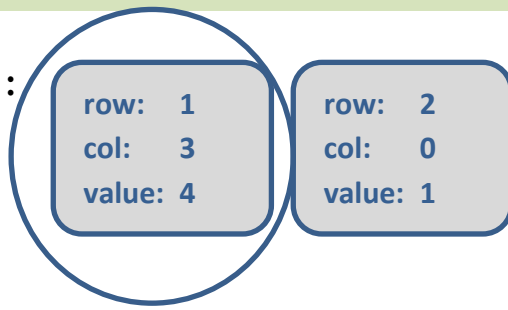 :
row: 1
col: 3
value: 4
row: 2
col: 0
value: 1